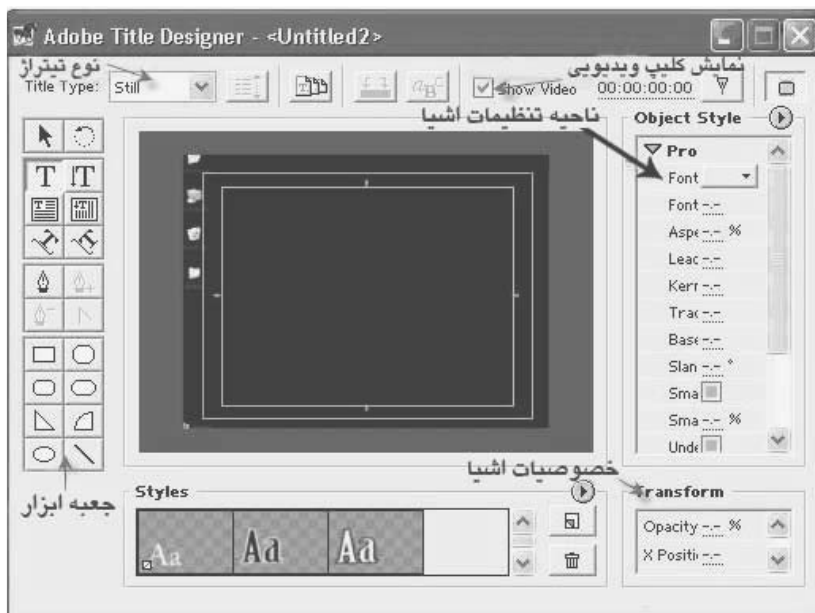 Adobe Title Designer - <Untitled2>
نوع تیتراژ
نمایش کلیپ ویدیویی
Title Type: Still
Show Video 00:00:00:00
ناحیه تنظیمات اشیا
Object Style
Pro
Font
Font -.-
Aspe -.- %
Leac -.-
Kerr -.-
Trac -.-
Base -.-
Slan -.- °
Sma
Sma -.- %
Unde
خصوصیات اشیا
جعبه ابزار
Styles
Aa Aa Aa
Transform
Opacity -.- %
X Positi -.-